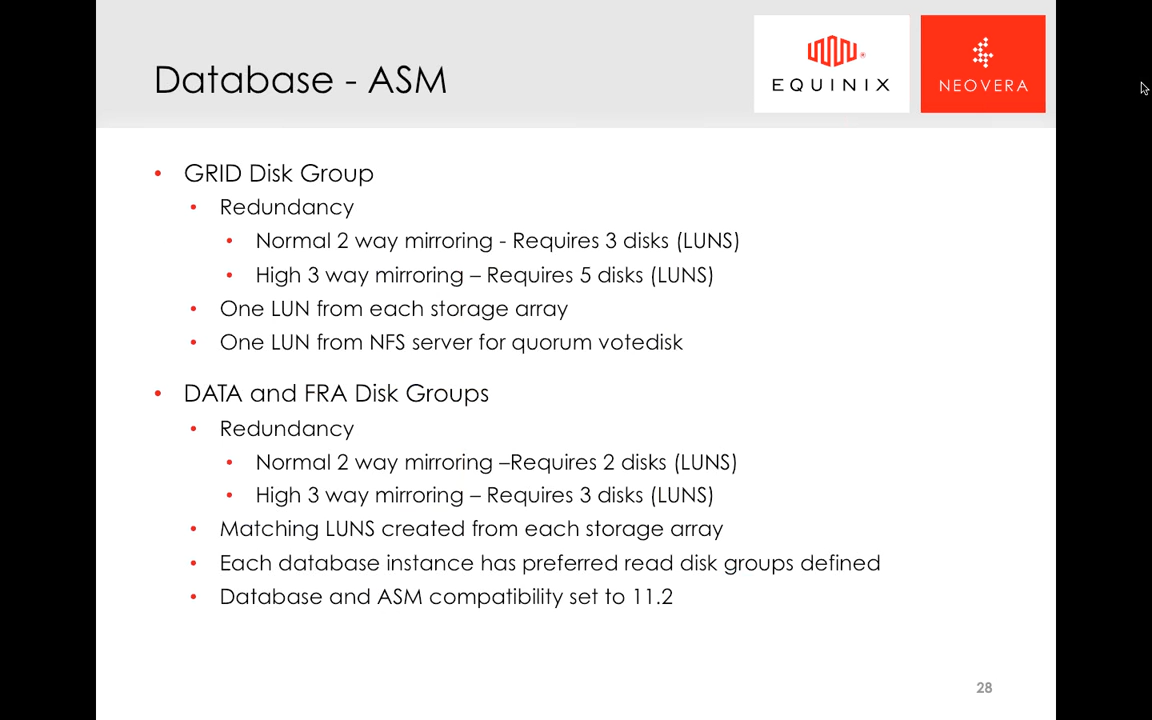 Database - ASM
EQUINIX
NEOVERA
• GRID Disk Group
• Redundancy
• Normal 2 way mirroring - Requires 3 disks (LUNS)
• High 3 way mirroring – Requires 5 disks (LUNS)
• One LUN from each storage array
• One LUN from NFS server for quorum votedisk
• DATA and FRA Disk Groups
• Redundancy
• Normal 2 way mirroring –Requires 2 disks (LUNS)
• High 3 way mirroring – Requires 3 disks (LUNS)
• Matching LUNS created from each storage array
• Each database instance has preferred read disk groups defined
• Database and ASM compatibility set to 11.2
28